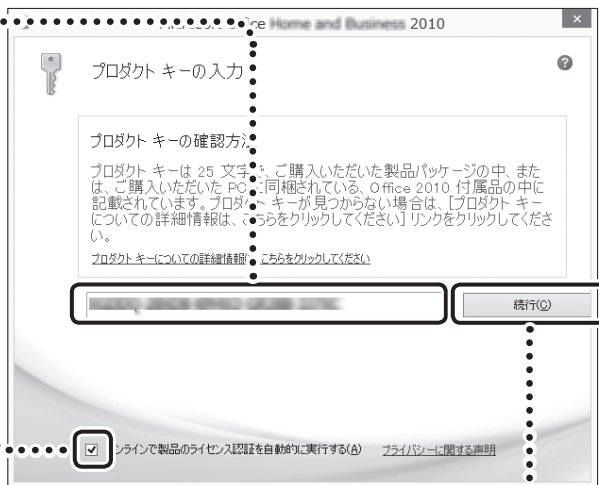 Office Home and Business 2010
プロダクト キーの入力
プロダクト キーの確認方法
プロダクト キーは 25 文字で、ご購入いただいた製品パッケージの中、また
は、ご購入いただいた PC に同梱されている、Office 2010 付属品の中に
記載されています。プロダクト キーが見つからない場合は、[プロダクト キー
についての詳細情報は、こちらをクリックしてください] リンクをクリックしてくださ
い。
プロダクト キーについての詳細情報は、こちらをクリックしてください
続行(C)
オンラインで製品のライセンス認証を自動的に実行する(A) プライバシーに関する声明